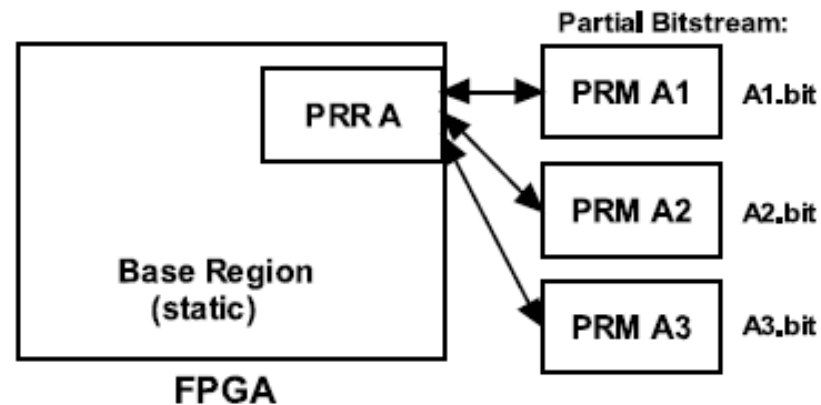 Partial Bitstream:
PRR A
PRM A1
A1.bit
PRM A2
A2.bit
Base Region
(static)
PRM A3
A3.bit
FPGA